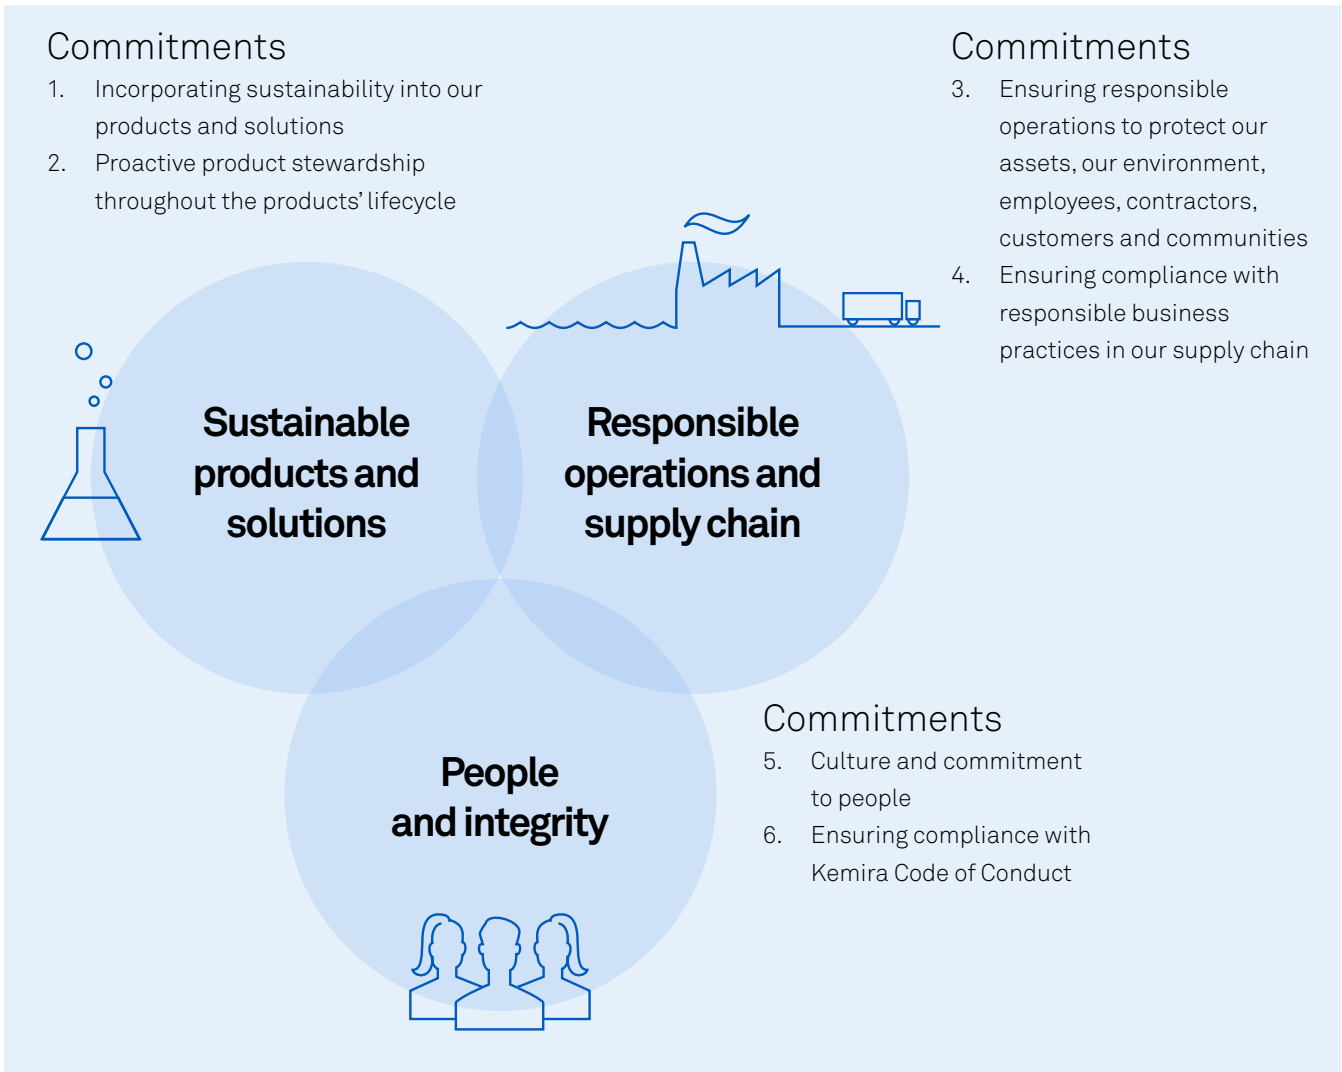 Commitments
1. Incorporating sustainability into our
products and solutions
2. Proactive product stewardship
throughout the products’ lifecycle
Commitments
3. Ensuring responsible
operations to protect our
assets, our environment,
employees, contractors,
customers and communities
4. Ensuring compliance with
responsible business
practices in our supply chain
Sustainable
products and
solutions
Responsible
operations and
supply chain
People
and integrity
Commitments
5. Culture and commitment
to people
6. Ensuring compliance with
Kemira Code of Conduct